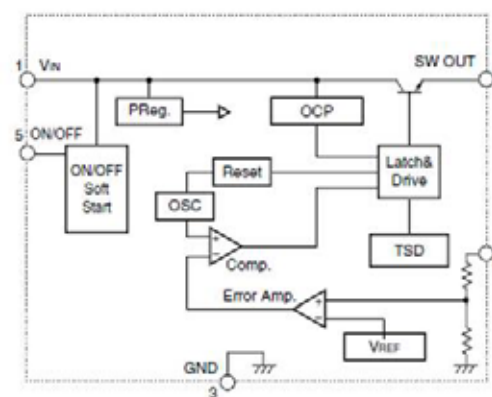 1 VIN SW OUT
PReg. OCP
5 ON/OFF
ON/OFF
Soft
Start
Reset
Latch&
Drive
OSC
+
−
Comp.
TSD
Error Amp.
+
−
VREF
GND
3